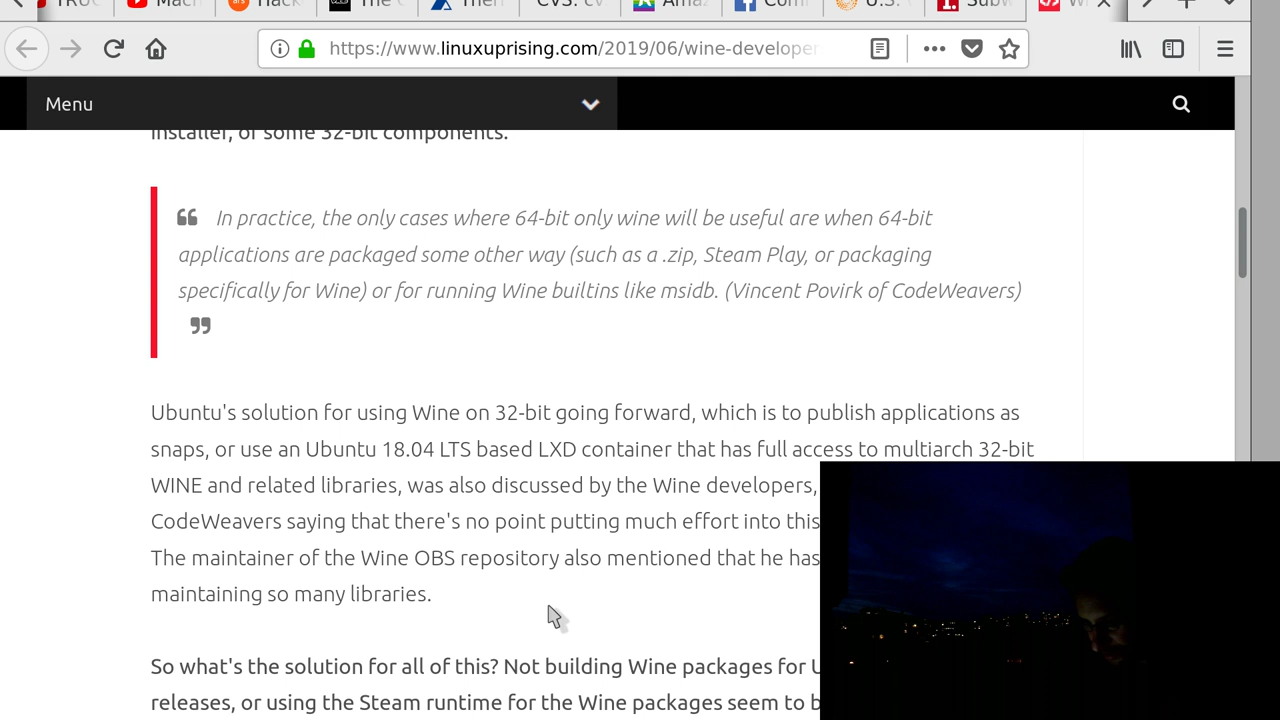 https://www.linuxuprising.com/2019/06/wine-developer
Menu
installer, or some 32-bit components.
In practice, the only cases where 64-bit only wine will be useful are when 64-bit
applications are packaged some other way (such as a .zip, Steam Play, or packaging
specifically for Wine) or for running Wine builtins like msidb. (Vincent Povirk of CodeWeavers)
Ubuntu's solution for using Wine on 32-bit going forward, which is to publish applications as
snaps, or use an Ubuntu 18.04 LTS based LXD container that has full access to multiarch 32-bit
WINE and related libraries, was also discussed by the Wine developers,
CodeWeavers saying that there's no point putting much effort into this
The maintainer of the Wine OBS repository also mentioned that he has
maintaining so many libraries.
So what's the solution for all of this? Not building Wine packages for
releases, or using the Steam runtime for the Wine packages seem to